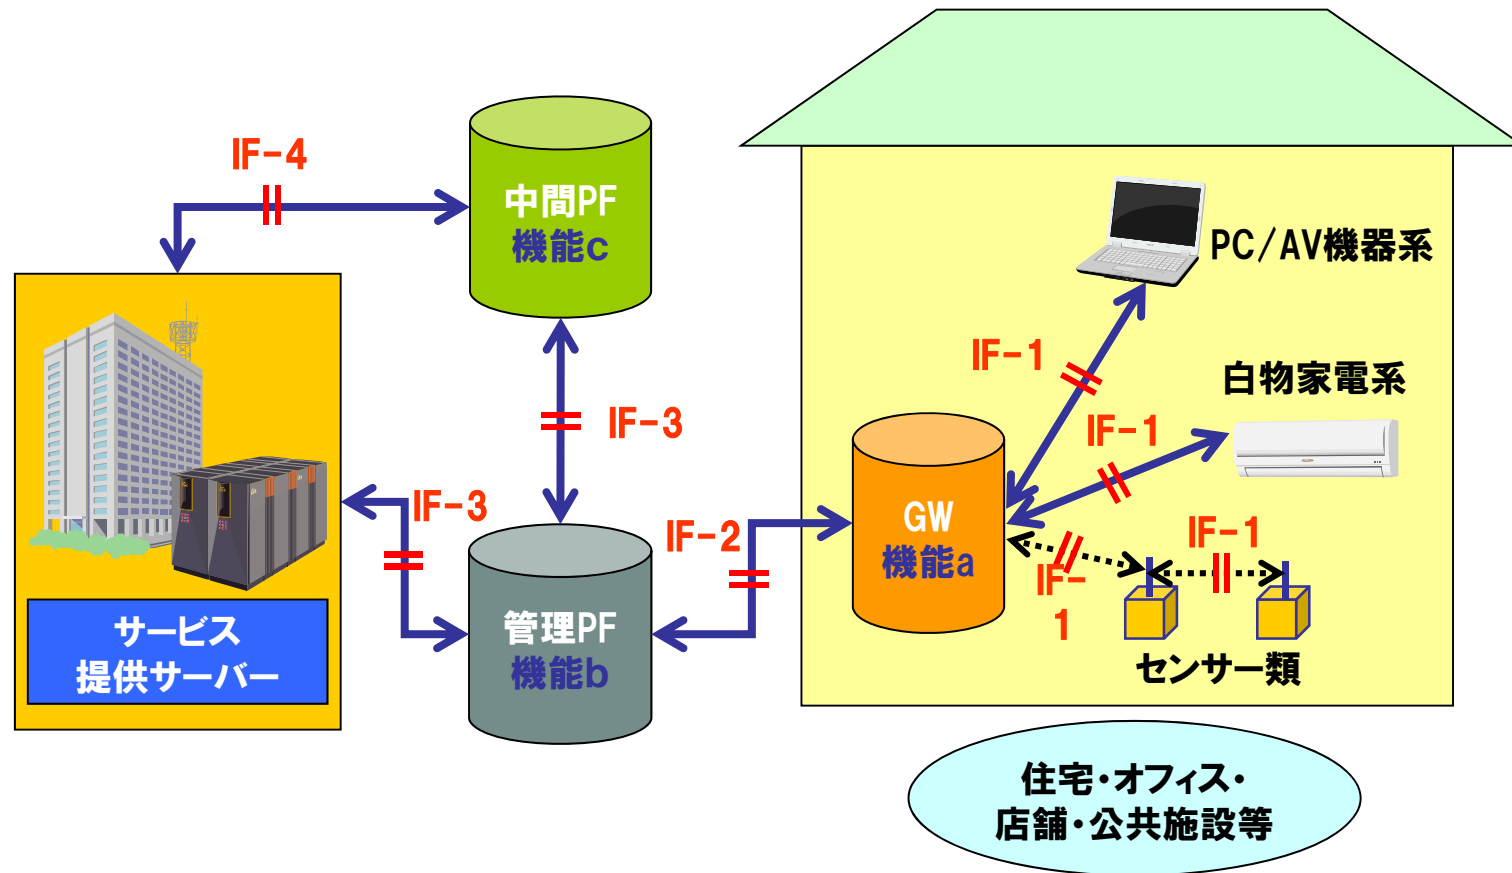 IF-4
中間PF
機能c
IF-3
IF-3
サービス
提供サーバー
管理PF
機能b
IF-2
GW
機能a
PC/AV機器系
IF-1
白物家電系
IF-1
IF-
1
IF-1
センサー類
住宅・オフィス・
店舗・公共施設等